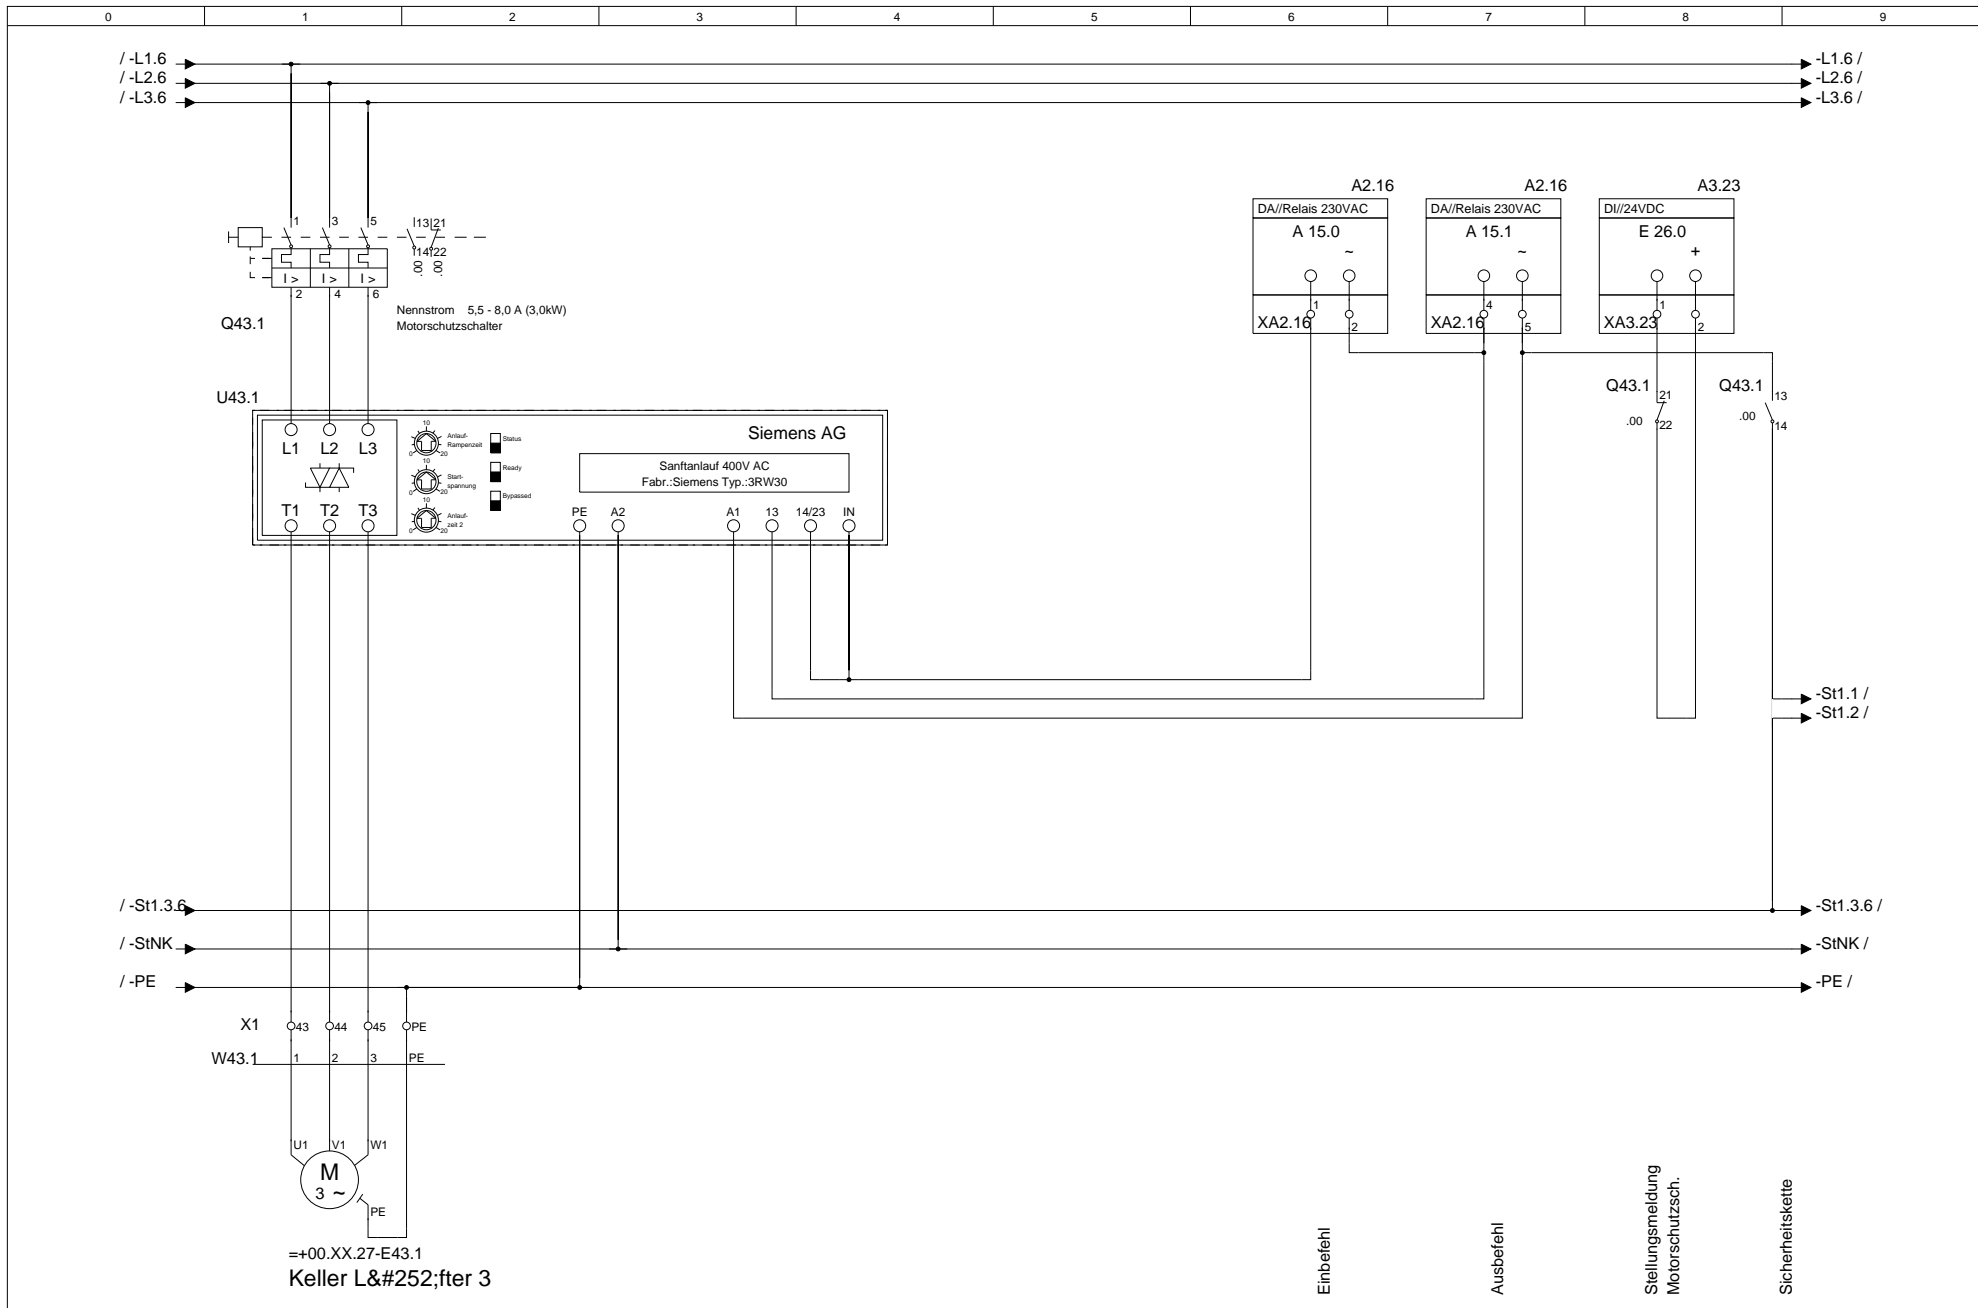 0 1 2 3 4 5 6 7 8 9
/ -L1.6 -L1.6 /
/ -L2.6 -L2.6 /
/ -L3.6 -L3.6 /
A2.16 A2.16 A3.23
DA//Relais 230VAC DA//Relais 230VAC DI//24VDC
A 15.0 A 15.1 E 26.0
~ ~ +
1 3 5 13 21
14 22
.00 .00
I > I > I >
2 4 6
1 4 1
XA2.16 2 XA2.16 5 XA3.23 2
Nennstrom 5,5 - 8,0 A (3,0kW)
Motorschutzschalter
Q43.1
Q43.1 21 Q43.1 13
.00 22 .00 14
U43.1
L1 L2 L3
10
Anlauf-
Rampenzeit
0 20
Status
Siemens AG
10
Start-
spannung
0 20
Ready
Sanftanlauf 400V AC
Fabr.:Siemens Typ.:3RW30
10
Anlauf-
zeit 2
0 20
Bypassed
T1 T2 T3
PE A2 A1 13 14/23 IN
-St1.1 /
-St1.2 /
/ -St1.3.6 -St1.3.6 /
/ -StNK -StNK /
/ -PE -PE /
X1 43 44 45 PE
W43.1 1 2 3 PE
U1 V1 W1
M
3 ~
PE
=+00.XX.27-E43.1
Keller L&#252;fter 3
Einbefehl
Ausbefehl
Stellungsmeldung
Motorschutzsch.
Sicherheitskette